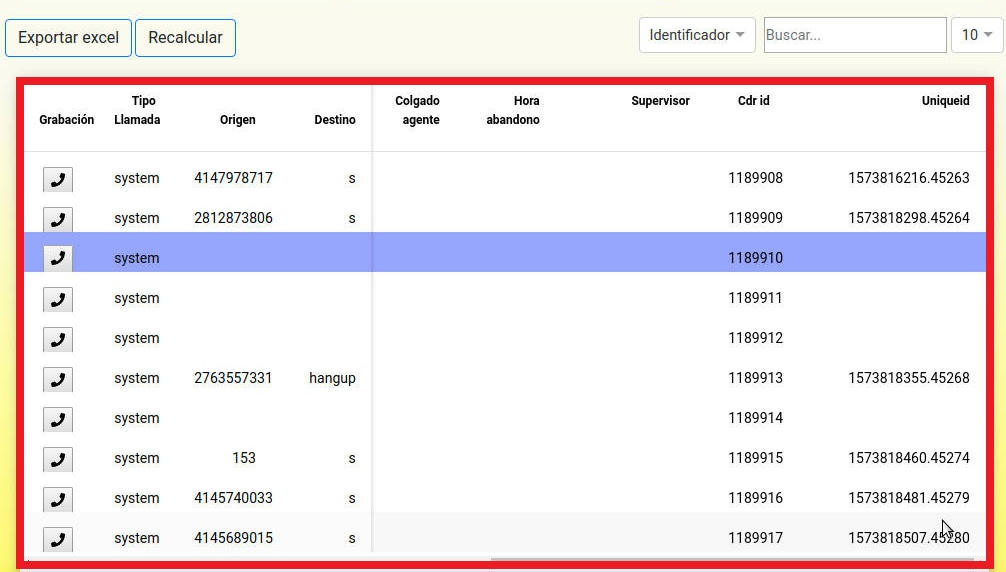 Exportar excel Recalcular Identificador Buscar... 10
Tipo Colgado Hora Supervisor Cdr id Uniqueid
Grabación Llamada Origen Destino agente abandono
system 4147978717 s 1189908 1573816216.45263
system 2812873806 s 1189909 1573818298.45264
system 1189910
system 1189911
system 1189912
system 2763557331 hangup 1189913 1573818355.45268
system 1189914
system 153 s 1189915 1573818460.45274
system 4145740033 s 1189916 1573818481.45279
system 4145689015 s 1189917 1573818507.45280